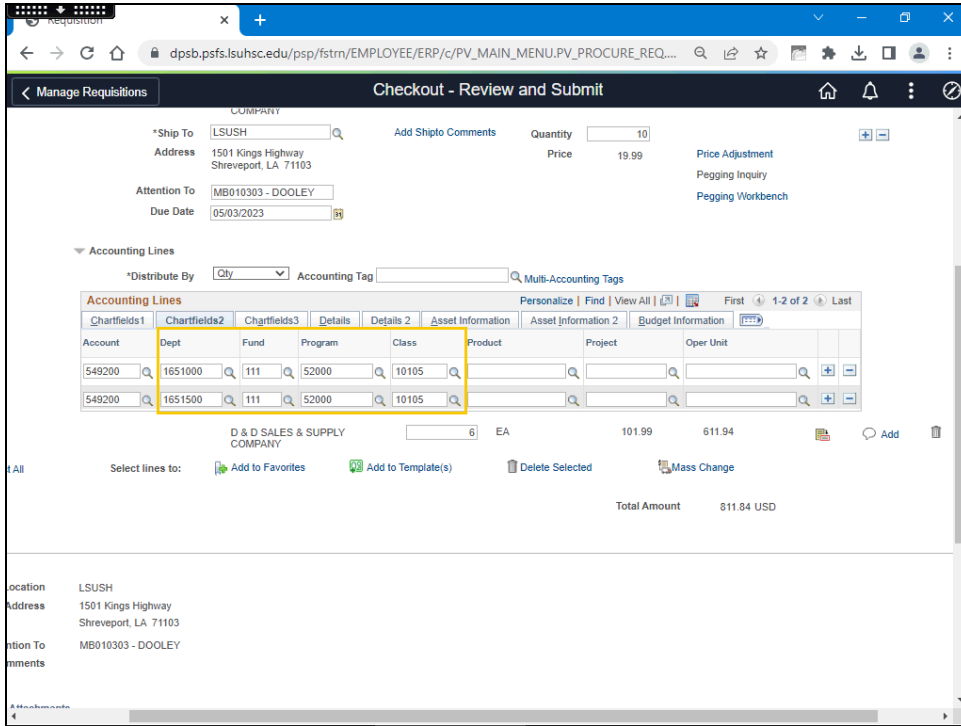 Requisition
dpsb.psfs.lsuhsc.edu/psp/fstrn/EMPLOYEE/ERP/c/PV_MAIN_MENU.PV_PROCURE_REQ....
Manage Requisitions Checkout - Review and Submit
COMPANY
*Ship To LSUSH Add Shipto Comments Quantity 10
Address 1501 Kings Highway Price 19.99 Price Adjustment
Shreveport, LA 71103
Pegging Inquiry
Attention To MB010303 - DOOLEY Pegging Workbench
Due Date 05/03/2023
Accounting Lines
*Distribute By Qty Accounting Tag Multi-Accounting Tags
Accounting Lines Personalize | Find | View All | First 1-2 of 2 Last
Chartfields1 Chartfields2 Chartfields3 Details Details 2 Asset Information Asset Information 2 Budget Information
Account Dept Fund Program Class Product Project Oper Unit
549200 1651000 111 52000 10105
549200 1651500 111 52000 10105
D & D SALES & SUPPLY 6 EA 101.99 611.94 Add
COMPANY
t All Select lines to: Add to Favorites Add to Template(s) Delete Selected Mass Change
Total Amount 811.84 USD
ocation LSUSH
Address 1501 Kings Highway
Shreveport, LA 71103
ntion To MB010303 - DOOLEY
mments
Attachments